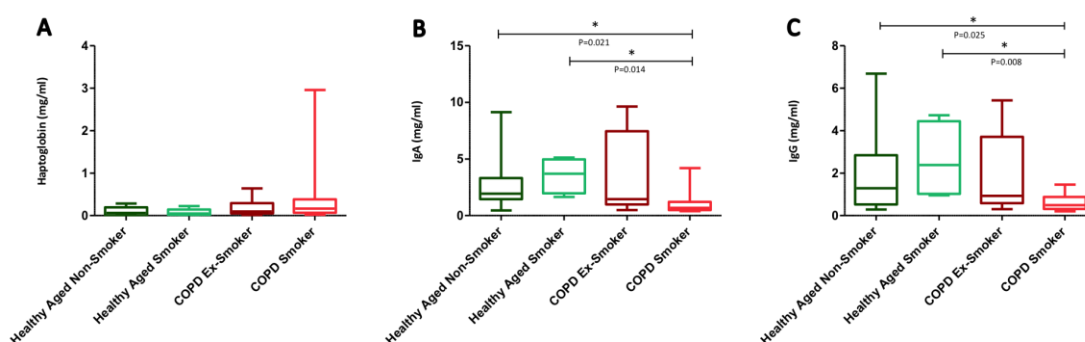 A
Haptoglobin (mg/ml)
4
3
2
1
0
Healthy Aged Non-Smoker
Healthy Aged Smoker
COPD Ex-Smoker
COPD Smoker
B
*
P=0.021
*
P=0.014
IgA (mg/ml)
15
10
5
0
Healthy Aged Non-Smoker
Healthy Aged Smoker
COPD Ex-Smoker
COPD Smoker
C
*
P=0.025
*
P=0.008
IgG (mg/ml)
8
6
4
2
0
Healthy Aged Non-Smoker
Healthy Aged Smoker
COPD Ex-Smoker
COPD Smoker